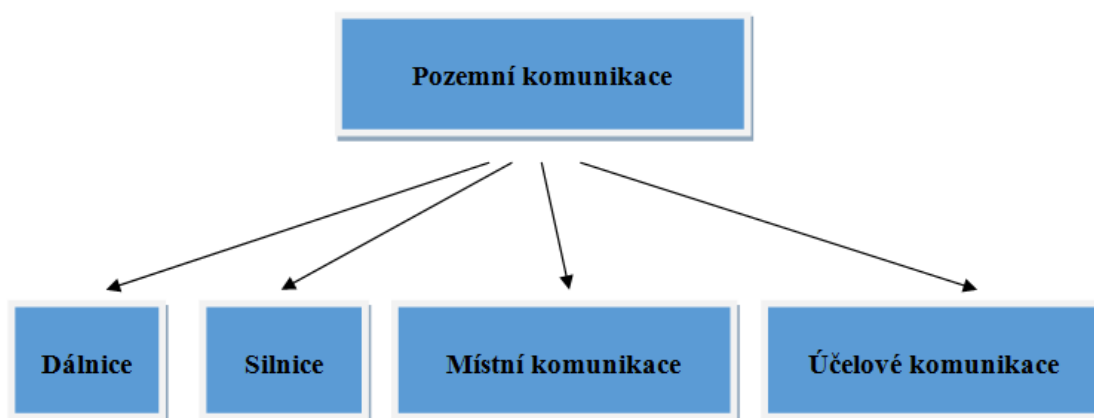 Pozemní komunikace
Dálnice
Silnice
Místní komunikace
Účelové komunikace